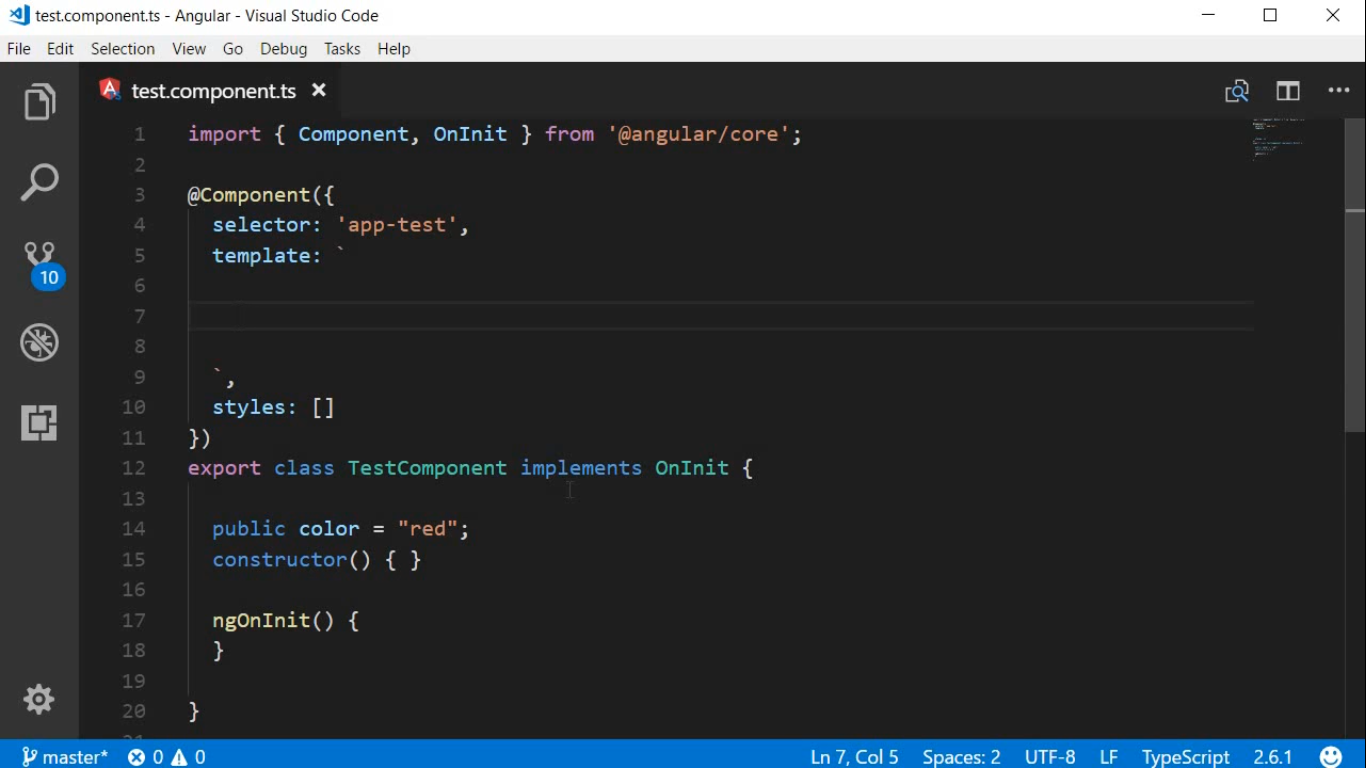 test.component.ts - Angular - Visual Studio Code
File Edit Selection View Go Debug Tasks Help
test.component.ts
1 import { Component, OnInit } from '@angular/core';
2
3 @Component({
4 selector: 'app-test',
5 template: `
6
7
8
9 `,
10 styles: []
11 })
12 export class TestComponent implements OnInit {
13
14 public color = "red";
15 constructor() { }
16
17 ngOnInit() {
18 }
19
20 }
10
master* 0 0 Ln 7, Col 5 Spaces: 2 UTF-8 LF TypeScript 2.6.1